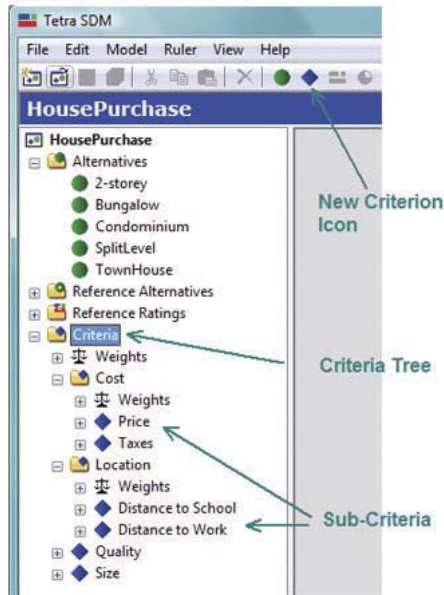 Tetra SDM
File Edit Model Ruler View Help
HousePurchase
HousePurchase
Alternatives
2-storey
Bungalow
Condominium
SplitLevel
TownHouse
Reference Alternatives
Reference Ratings
Criteria
Weights
Cost
Weights
Price
Taxes
Location
Weights
Distance to School
Distance to Work
Quality
Size
New Criterion
Icon
Criteria Tree
Sub-Criteria